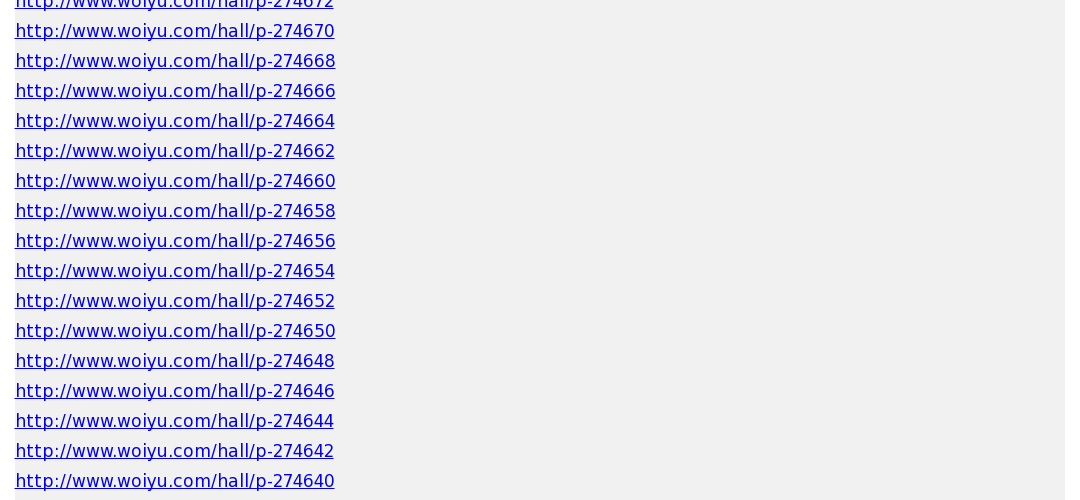 http://www.woiyu.com/hall/p-274672
http://www.woiyu.com/hall/p-274670
http://www.woiyu.com/hall/p-274668
http://www.woiyu.com/hall/p-274666
http://www.woiyu.com/hall/p-274664
http://www.woiyu.com/hall/p-274662
http://www.woiyu.com/hall/p-274660
http://www.woiyu.com/hall/p-274658
http://www.woiyu.com/hall/p-274656
http://www.woiyu.com/hall/p-274654
http://www.woiyu.com/hall/p-274652
http://www.woiyu.com/hall/p-274650
http://www.woiyu.com/hall/p-274648
http://www.woiyu.com/hall/p-274646
http://www.woiyu.com/hall/p-274644
http://www.woiyu.com/hall/p-274642
http://www.woiyu.com/hall/p-274640